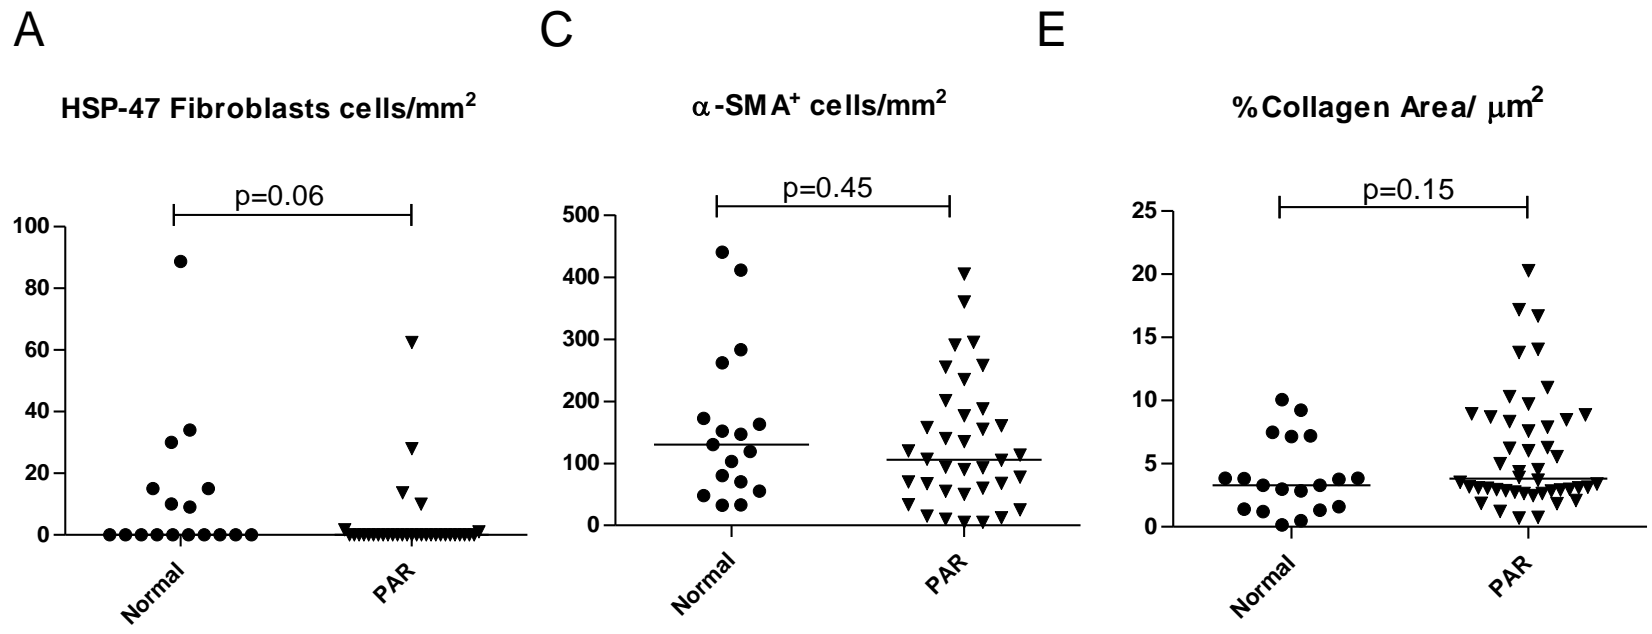 A
HSP-47 Fibroblasts cells/mm²
p=0.06
100
80
60
40
20
0
Normal
PAR
C
α-SMA⁺ cells/mm²
p=0.45
500
400
300
200
100
0
Normal
PAR
E
%Collagen Area/ μm²
p=0.15
25
20
15
10
5
0
Normal
PAR